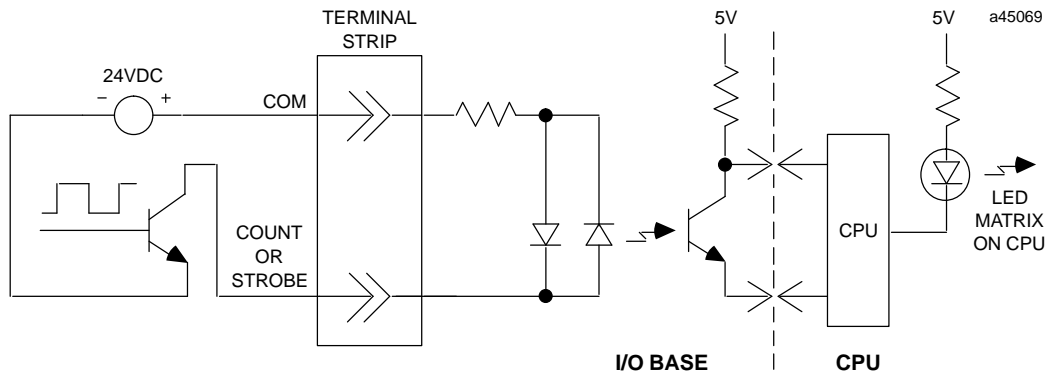 TERMINAL
STRIP
5V
5V
a45069
24VDC
− +
COM
COUNT
OR
STROBE
CPU
LED
MATRIX
ON CPU
I/O BASE
CPU